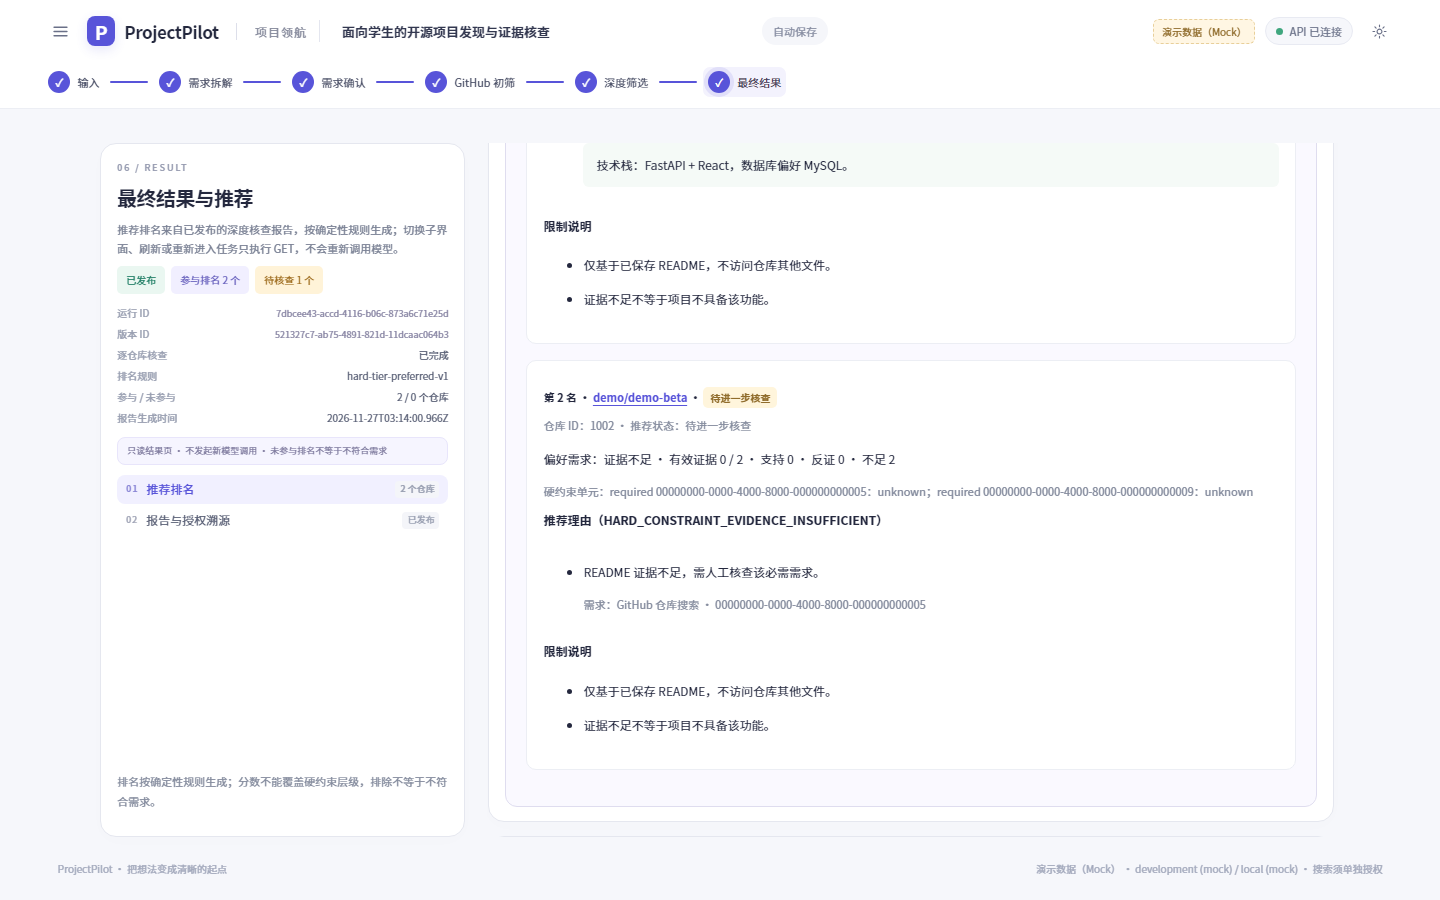 P ProjectPilot 项目领航 面向学生的开源项目发现与证据核查 自动保存 演示数据（Mock） API 已连接
输入 需求拆解 需求确认 GitHub 初筛 深度筛选 最终结果
06 / RESULT
最终结果与推荐
推荐排名来自已发布的深度核查报告，按确定性规则生成；切换子界
面、刷新或重新进入任务只执行 GET，不会重新调用模型。
已发布 参与排名 2 个 待核查 1 个
运行 ID 7dbcee43-accd-4116-b06c-873a6c71e25d
版本 ID 521327c7-ab75-4891-821d-11dcaac064b3
逐仓库核查 已完成
排名规则 hard-tier-preferred-v1
参与 / 未参与 2 / 0 个仓库
报告生成时间 2026-11-27T03:14:00.966Z
只读结果页 · 不发起新模型调用 · 未参与排名不等于不符合需求
01 推荐排名 2 个仓库
02 报告与授权溯源 已发布
排名按确定性规则生成；分数不能覆盖硬约束层级，排除不等于不符
合需求。
技术栈：FastAPI + React，数据库偏好 MySQL。
限制说明
仅基于已保存 README，不访问仓库其他文件。
证据不足不等于项目不具备该功能。
第 2 名 · demo/demo-beta · 待进一步核查
仓库 ID：1002 · 推荐状态：待进一步核查
偏好需求：证据不足 · 有效证据 0 / 2 · 支持 0 · 反证 0 · 不足 2
硬约束单元：required 00000000-0000-4000-8000-000000000005：unknown；required 00000000-0000-4000-8000-000000000009：unknown
推荐理由（HARD_CONSTRAINT_EVIDENCE_INSUFFICIENT）
README 证据不足，需人工核查该必需需求。
需求：GitHub 仓库搜索 · 00000000-0000-4000-8000-000000000005
限制说明
仅基于已保存 README，不访问仓库其他文件。
证据不足不等于项目不具备该功能。
ProjectPilot · 把想法变成清晰的起点 演示数据（Mock） · development (mock) / local (mock) · 搜索须单独授权